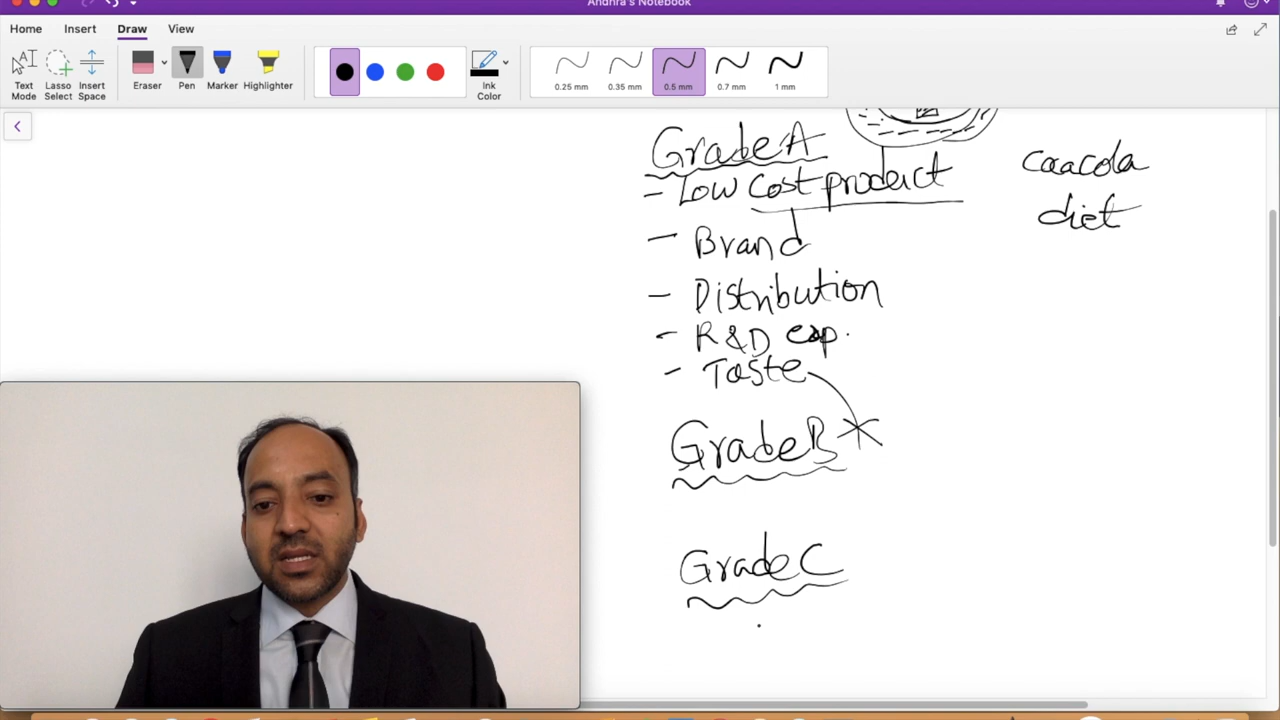 Andhra's Notebook
Home Insert Draw View
Text Mode
Lasso Select
Insert Space
Eraser
Pen
Marker
Highlighter
Ink Color
0.25 mm
0.35 mm
0.5 mm
0.7 mm
1 mm
Grade A
- Low cost product
- Brand
- Distribution
- R&D exp.
- Taste
Grade B
Grade C
Cocacola
diet